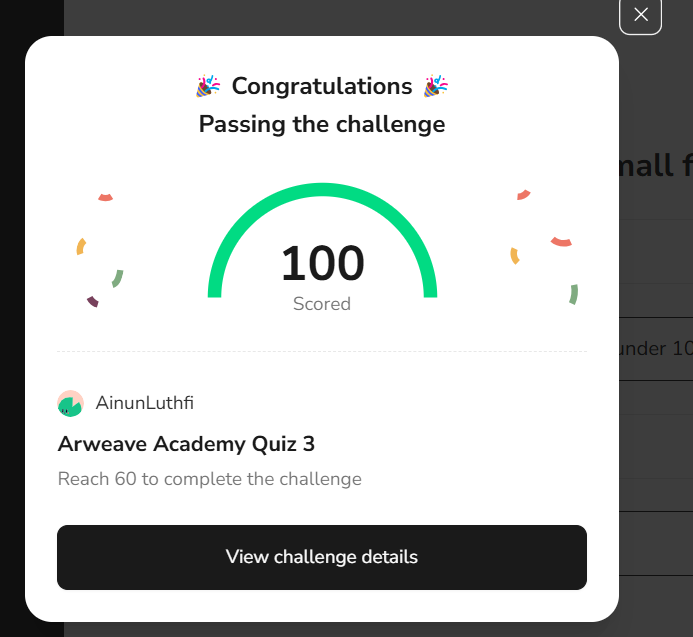 🎉 Congratulations 🎉
Passing the challenge
100
Scored
AinunLuthfi
Arweave Academy Quiz 3
Reach 60 to complete the challenge
View challenge details
under 10